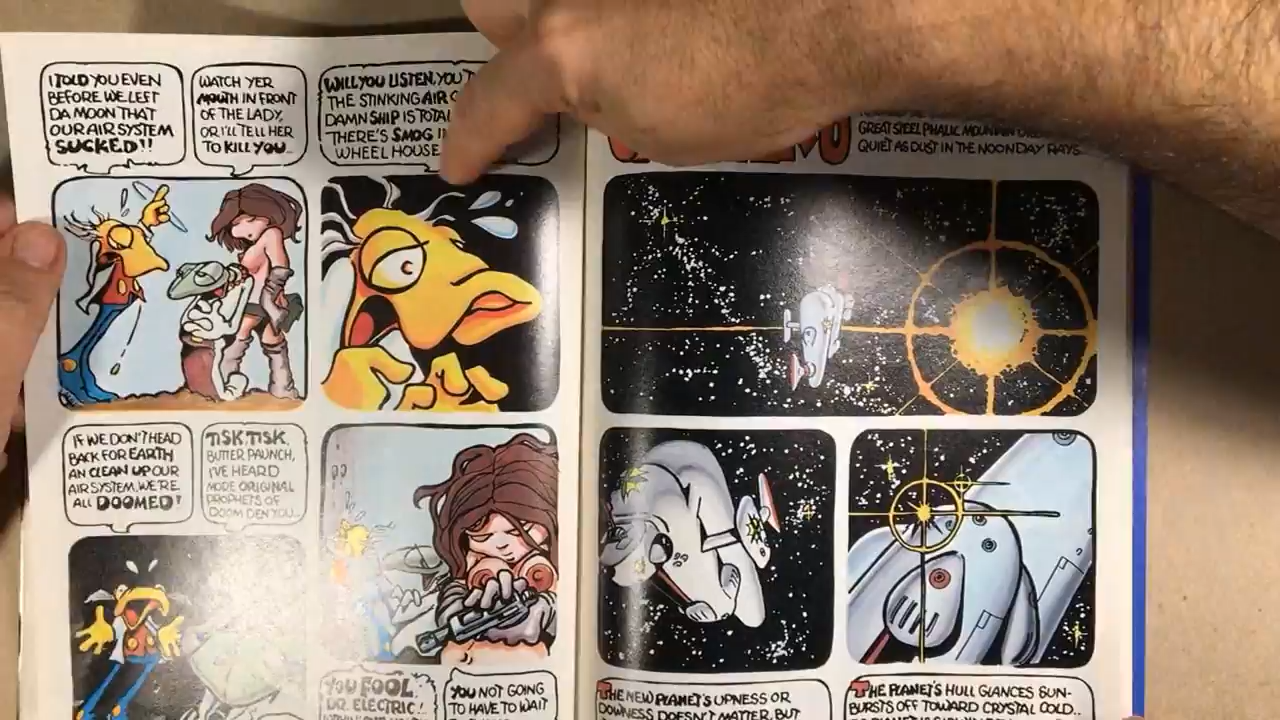 I TOLD YOU EVEN
BEFORE WE LEFT
DA MOON THAT
OUR AIR SYSTEM
SUCKED!!
WATCH YER
MOUTH IN FRONT
OF THE LADY,
OR I'LL TELL HER
TO KILL YOU...
WILL YOU LISTEN, YOU
THE STINKING AIR
DAMN SHIP IS
THERE'S SMOG
WHEEL HOUSE
IF WE DON'T HEAD
BACK FOR EARTH
AN CLEAN UP OUR
AIR SYSTEM, WE'RE
ALL DOOMED!
TISK, TISK,
BUTTER PAUNCH,
I'VE HEARD
MORE ORIGINAL
PROPHETS OF
DOOM DEN YOU...
YOU FOOL
DR. ELECTRIC!
YOU NOT GOING
TO HAVE TO WAIT
GREAT STEEL PHALIC MOUNTAIN
QUIET AS DUST IN THE NOONDAY RAYS.
THE NEW PLANET'S UPNESS OR
DOWNESS DOESN'T MATTER, BUT
THE PLANET'S HULL GLANCES SUN-
BURSTS OFF TOWARD CRYSTAL COLD..